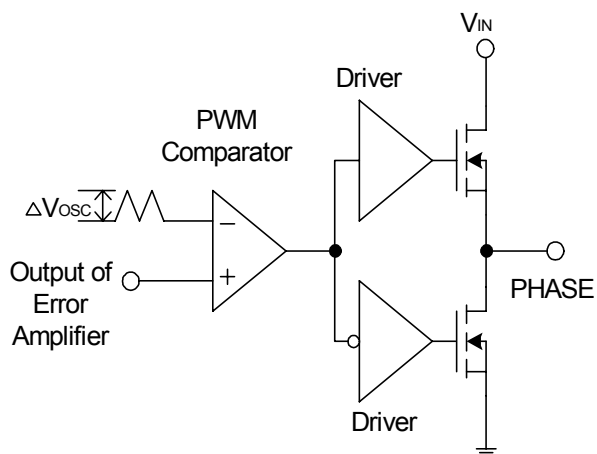 VIN
Driver
PWM
Comparator
△VOSC
−
+
Output of
Error
Amplifier
PHASE
Driver